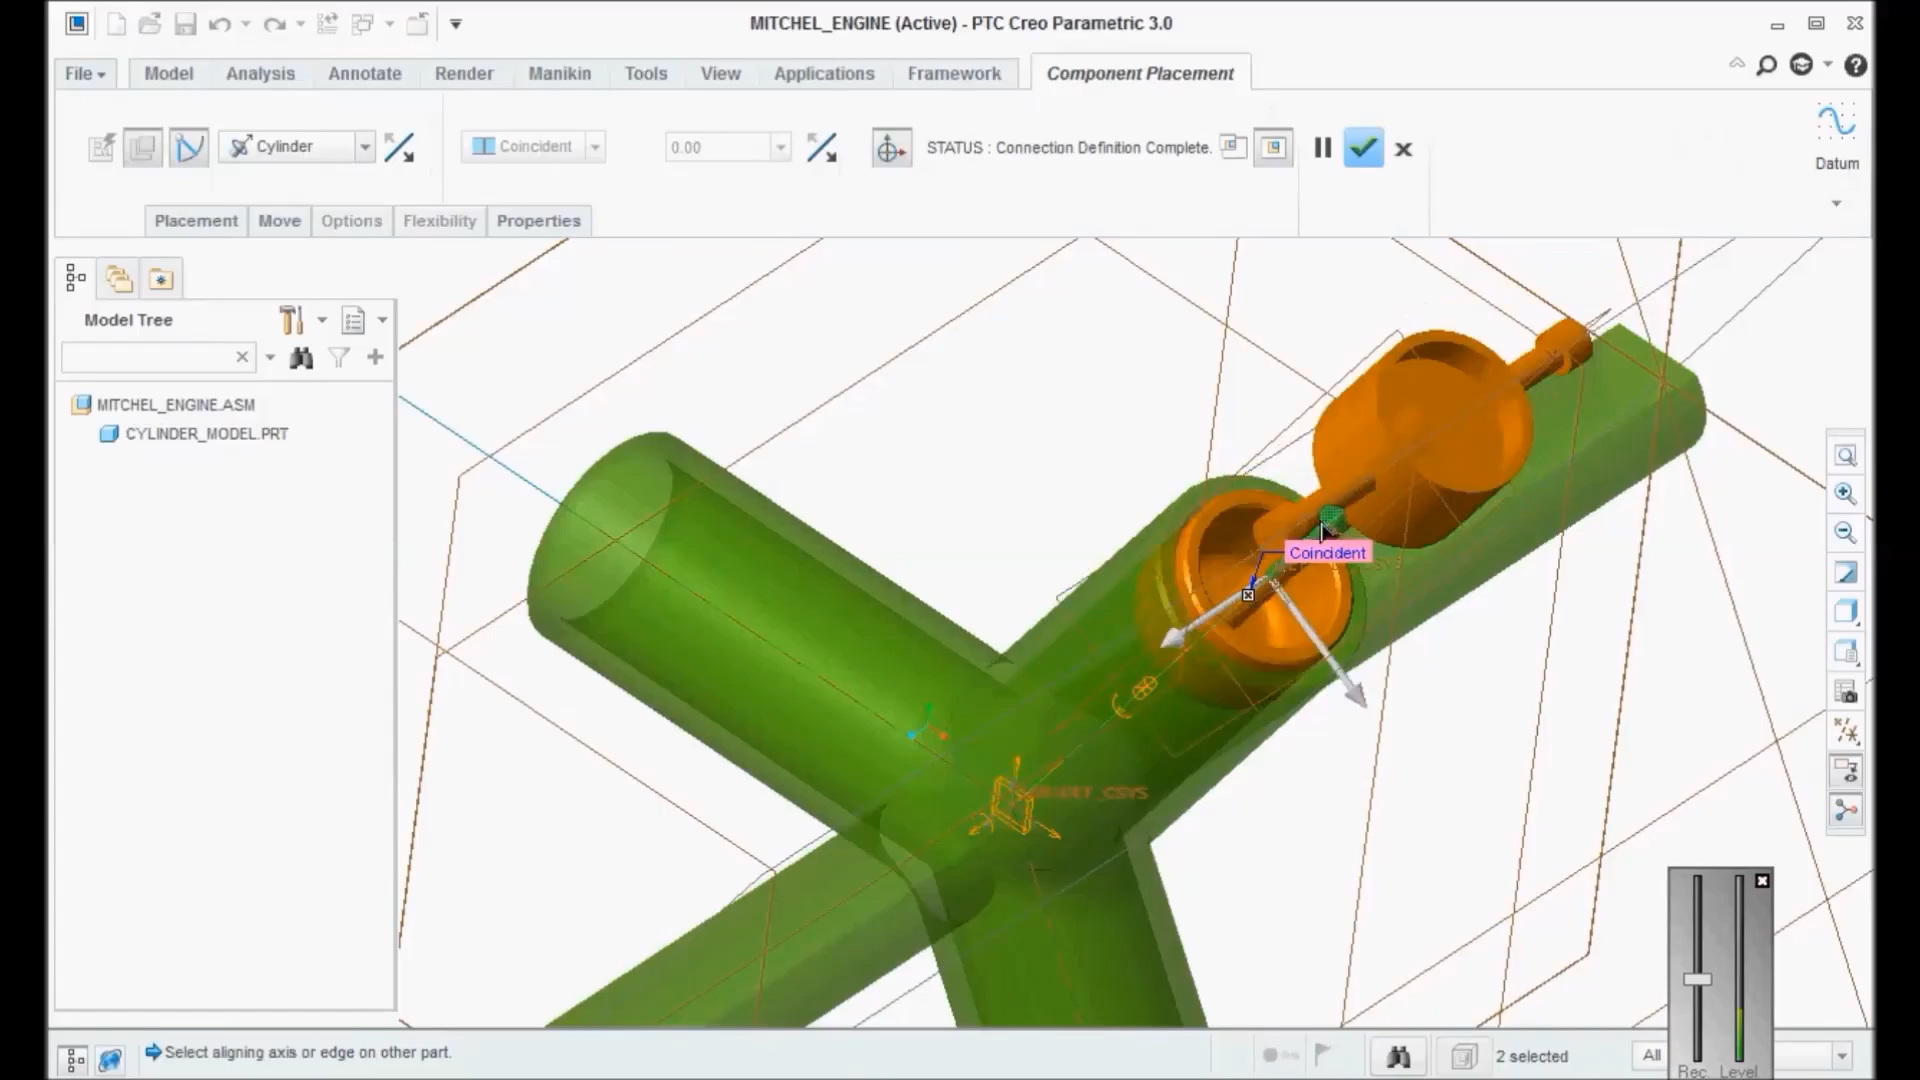 MITCHEL_ENGINE (Active) - PTC Creo Parametric 3.0
File Model Analysis Annotate Render Manikin Tools View Applications Framework Component Placement
Cylinder Coincident 0.00 STATUS : Connection Definition Complete.
Datum
Placement Move Options Flexibility Properties
Model Tree
MITCHEL_ENGINE.ASM
CYLINDER_MODEL.PRT
Coincident
_CSYS
Select aligning axis or edge on other part.
2 selected
All
Rec. Level